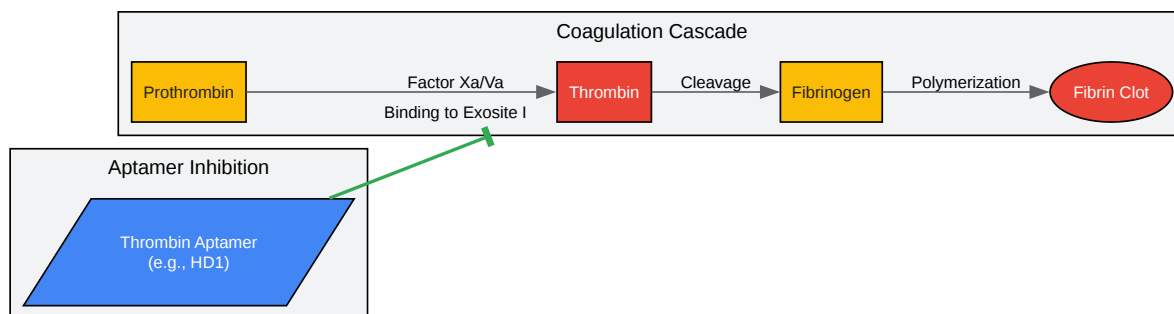 Coagulation Cascade
Prothrombin
Factor Xa/Va
Thrombin
Cleavage
Fibrinogen
Polymerization
Fibrin Clot
Binding to Exosite I
Aptamer Inhibition
Thrombin Aptamer
(e.g., HD1)